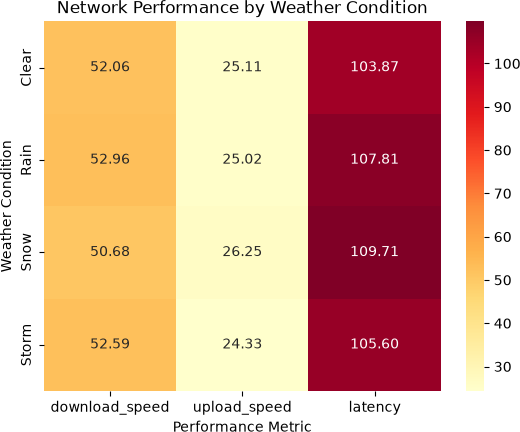 Network Performance by Weather Condition
Weather Condition
Clear 52.06 25.11 103.87
Rain 52.96 25.02 107.81
Snow 50.68 26.25 109.71
Storm 52.59 24.33 105.60
download_speed upload_speed latency
Performance Metric
100
90
80
70
60
50
40
30